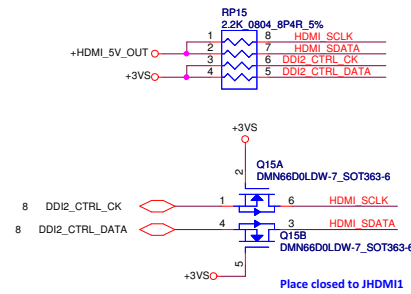 RP15
2.2K_0804_8P4R_5%
1 8 HDMI_SCLK
+HDMI_5V_OUT 2 7 HDMI_SDATA
3 6 DDI2_CTRL_CK
+3VS 4 5 DDI2_CTRL_DATA
+3VS
2
Q15A
DMN66D0LDW-7_SOT363-6
8 DDI2_CTRL_CK 1 6 HDMI_SCLK
8 DDI2_CTRL_DATA 4 3 HDMI_SDATA
Q15B
DMN66D0LDW-7_SOT363-6
5
+3VS
Place closed to JHDMI1